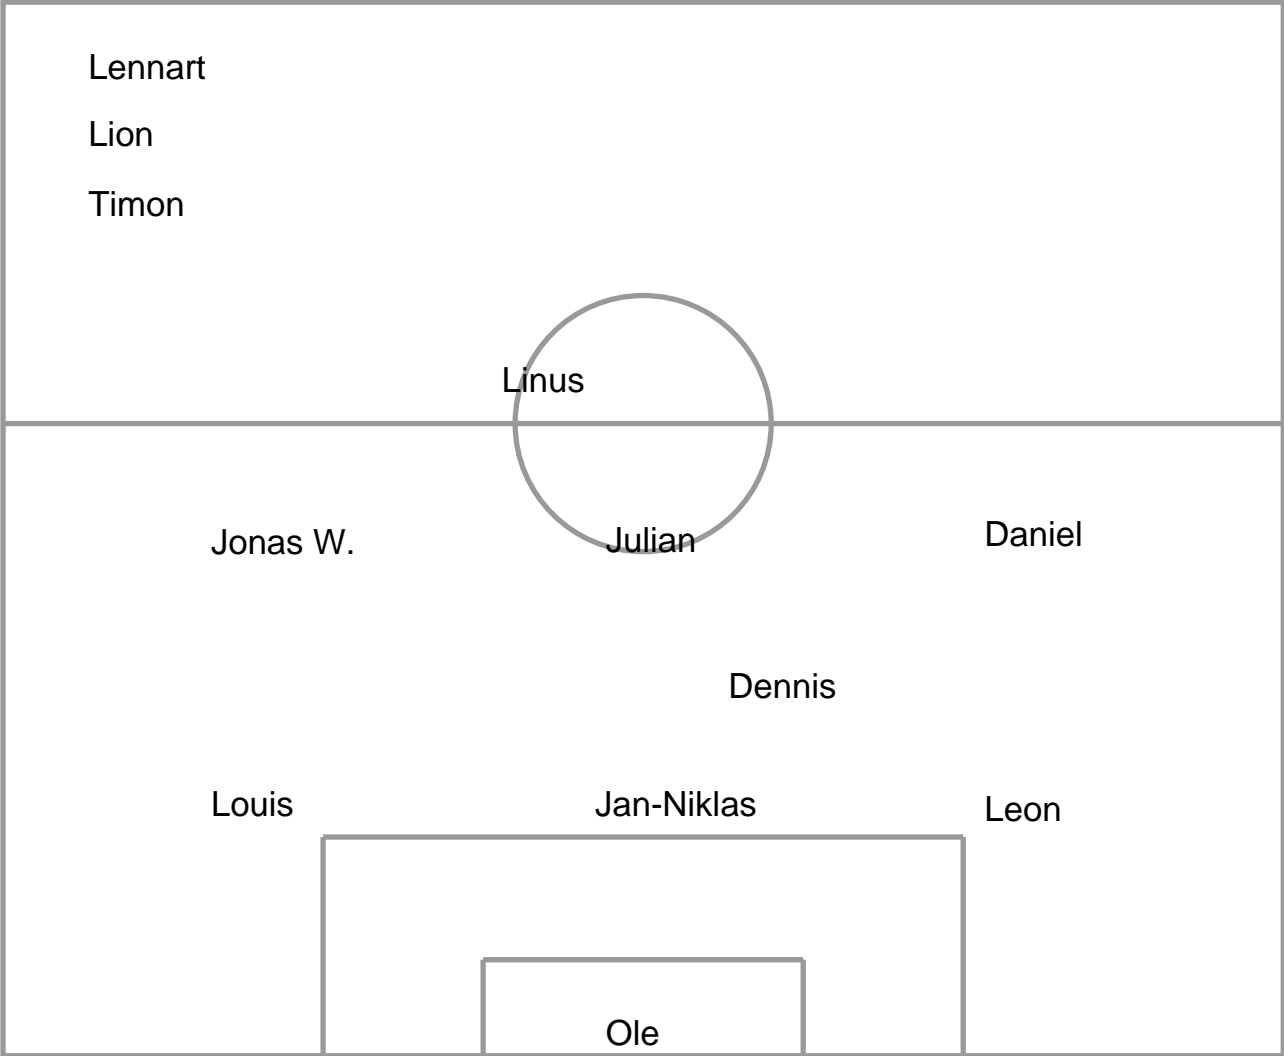 Lennart
Lion
Timon
Linus
Jonas W.
Julian
Daniel
Dennis
Louis
Jan-Niklas
Leon
Ole